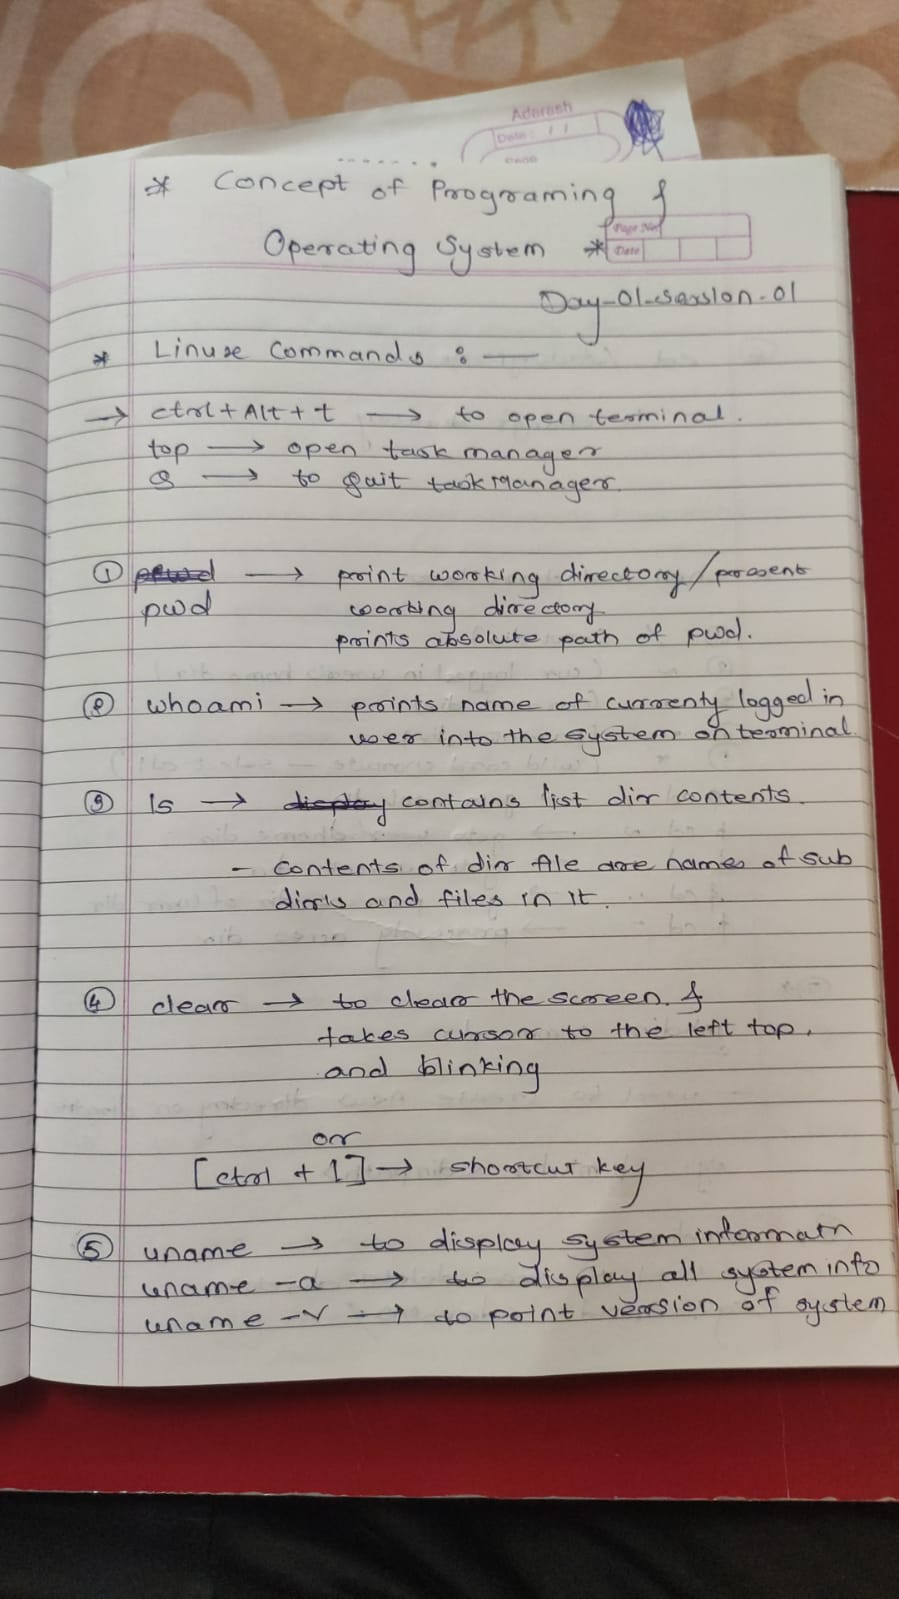 Adarsh
Date: / /
* Concept of Programing &
Operating System *
Page No.
Date
Day-01-session-01
* Linuxe Commands :-
→ ctrl+Alt+t → to open terminal.
top → open task manager
Q → to quit taskManager
① pwd → print working directory/present
pwd working directory
prints absolute path of pwd.
② whoami → prints name of currenty logged in
user into the system on terminal
③ ls → display contains list dir contents.
- contents of dir file are names of sub
dirs and files in it.
④ clear → to clear the screen &
takes cursor to the left top.
and blinking
or
[ctrl + l] → shortcut key
⑤ uname → to display system informatn
uname -a → to display all system info
uname -v → to print version of system